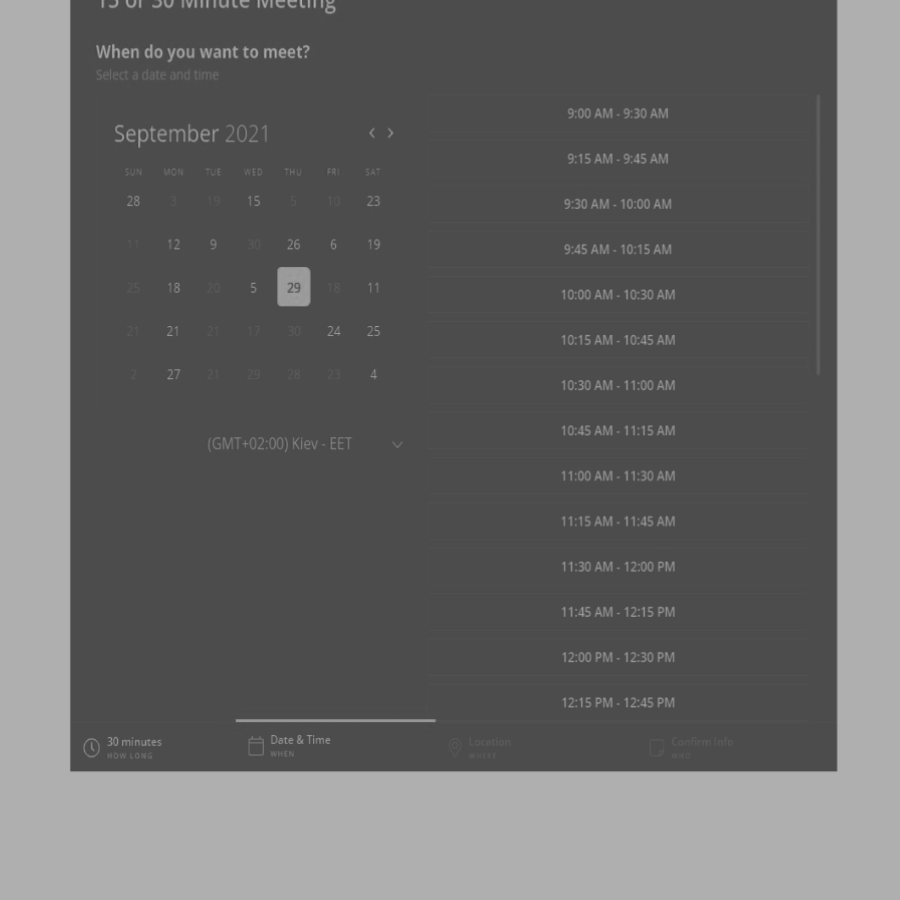 15 or 30 Minute Meeting
When do you want to meet?
Select a date and time
September 2021
SUN MON TUE WED THU FRI SAT
28 3 19 15 5 10 23
11 12 9 30 26 6 19
25 18 20 5 29 18 11
21 21 21 17 30 24 25
2 27 21 29 28 23 4
(GMT+02:00) Kiev - EET
9:00 AM - 9:30 AM
9:15 AM - 9:45 AM
9:30 AM - 10:00 AM
9:45 AM - 10:15 AM
10:00 AM - 10:30 AM
10:15 AM - 10:45 AM
10:30 AM - 11:00 AM
10:45 AM - 11:15 AM
11:00 AM - 11:30 AM
11:15 AM - 11:45 AM
11:30 AM - 12:00 PM
11:45 AM - 12:15 PM
12:00 PM - 12:30 PM
12:15 PM - 12:45 PM
30 minutes
HOW LONG
Date & Time
WHEN
Location
WHERE
Confirm Info
WHO